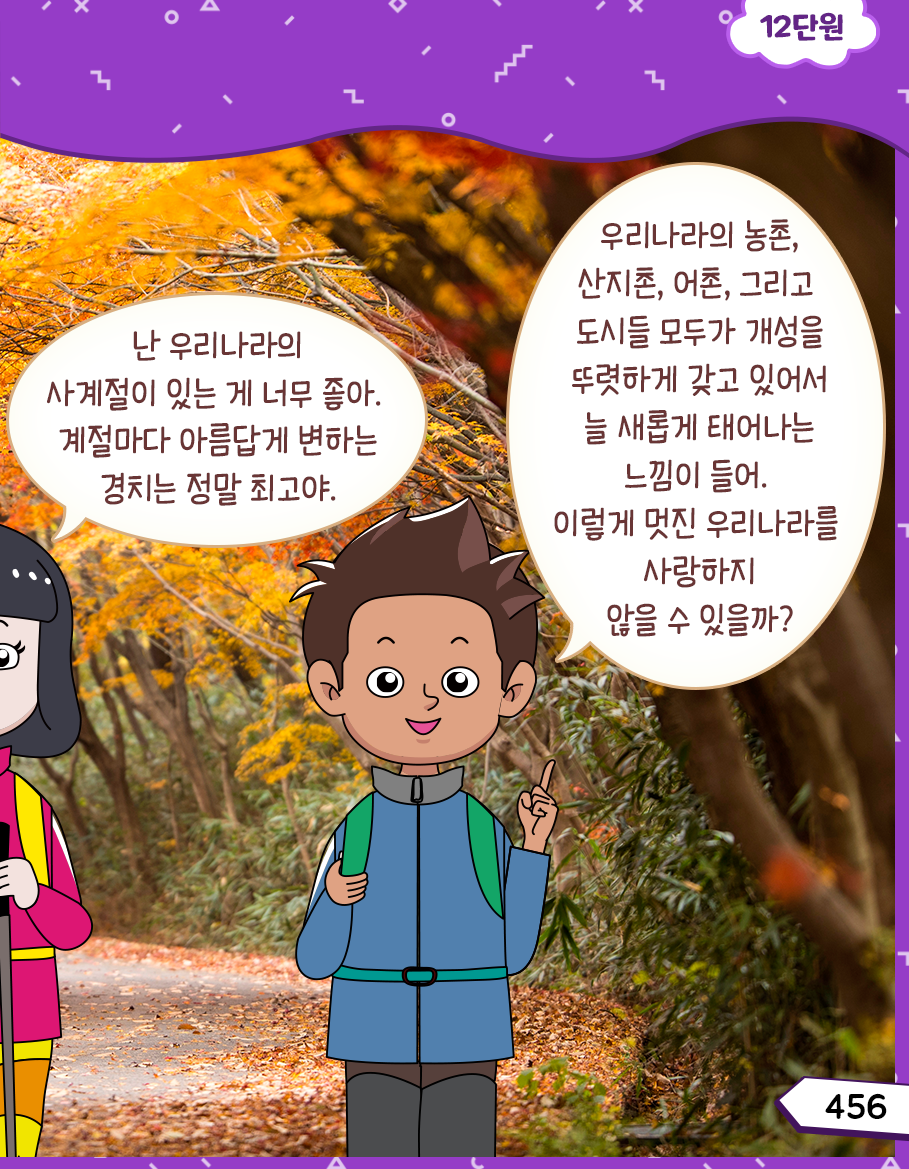 12단원
난 우리나라의
사계절이 있는 게 너무 좋아.
계절마다 아름답게 변하는
경치는 정말 최고야.
우리나라의 농촌,
산지촌, 어촌, 그리고
도시들 모두가 개성을
뚜렷하게 갖고 있어서
늘 새롭게 태어나는
느낌이 들어.
이렇게 멋진 우리나라를
사랑하지
않을 수 있을까?
456